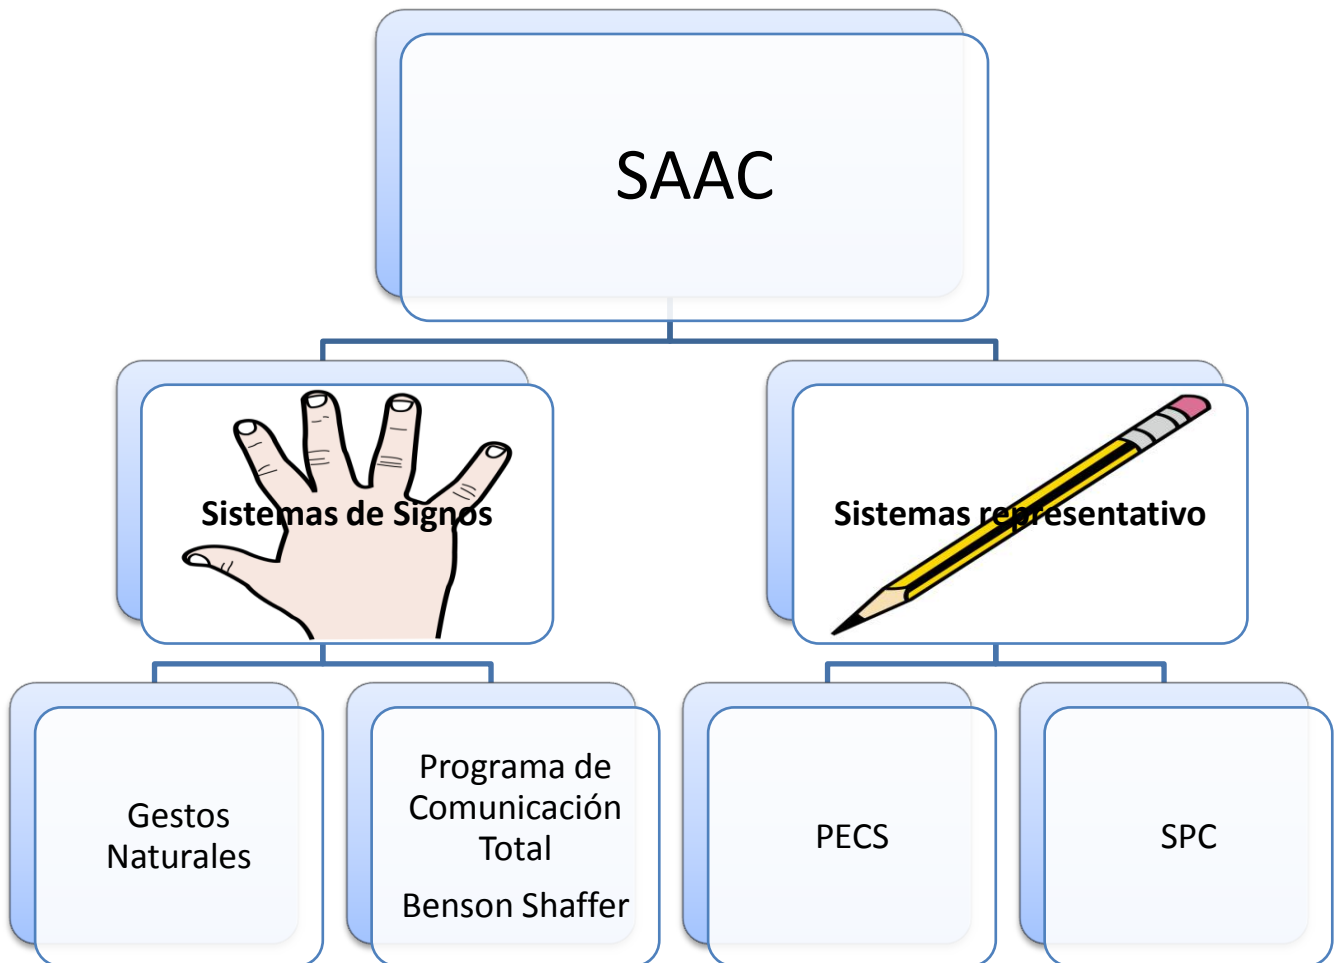 SAAC
Sistemas de Signos
Sistemas representativo
Gestos
Naturales
Programa de
Comunicación
Total
Benson Shaffer
PECS
SPC